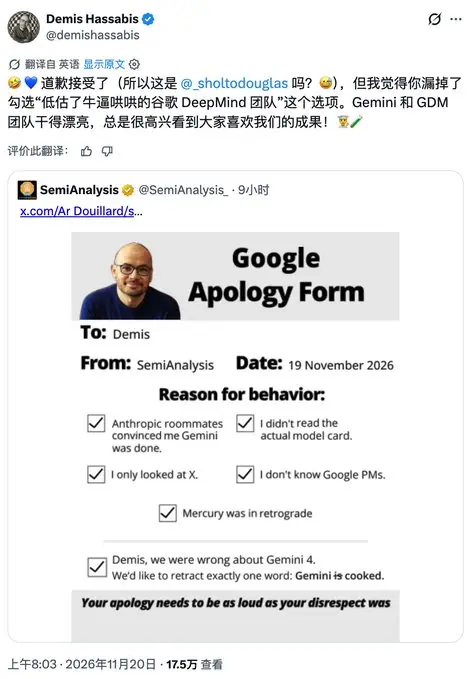 Demis Hassabis
@demishassabis
翻译自 英语 显示原文
🤣💙 道歉接受了（所以这是 @_sholtodouglas 吗？😅），但我觉得你漏掉了
勾选“低估了牛逼哄哄的谷歌 DeepMind 团队”这个选项。Gemini 和 GDM
团队干得漂亮，总是很高兴看到大家喜欢我们的成果！
评价此翻译：
SemiAnalysis @SemiAnalysis_ · 9小时
x.com/Ar Douillard/s...
Google
Apology Form
To: Demis
From: SemiAnalysis Date: 19 November 2026
Reason for behavior:
Anthropic roommates
convinced me Gemini
was done.
I didn't read the
actual model card.
I only looked at X.
I don't know Google PMs.
Mercury was in retrograde
Demis, we were wrong about Gemini 4.
We'd like to retract exactly one word: Gemini is cooked.
Your apology needs to be as loud as your disrespect was
上午8:03 · 2026年11月20日 · 17.5万 查看